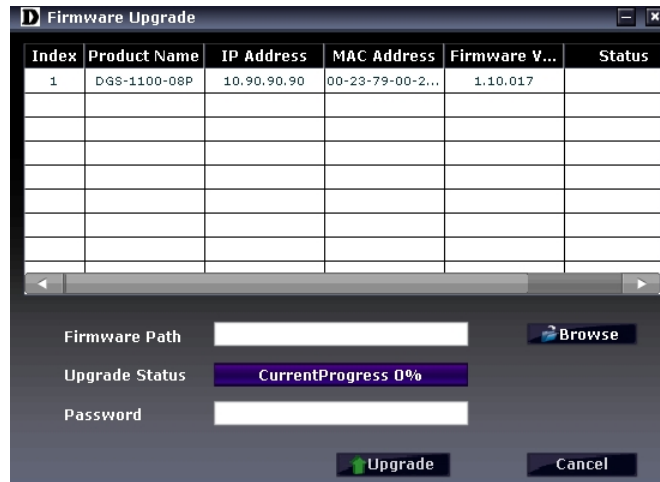 D Firmware Upgrade
Index Product Name IP Address MAC Address Firmware V... Status
1 DGS-1100-08P 10.90.90.90 00-23-79-00-2... 1.10.017
Firmware Path Browse
Upgrade Status CurrentProgress 0%
Password
Upgrade Cancel